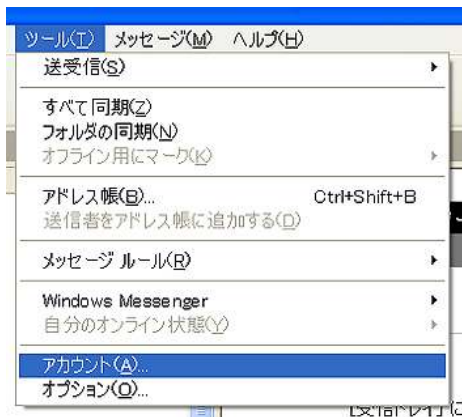 ツール(T) メッセージ(M) ヘルプ(H)
送受信(S)
すべて同期(Z)
フォルダの同期(N)
オフライン用にマーク(K)
アドレス帳(B)... Ctrl+Shift+B
送信者をアドレス帳に追加する(D)
メッセージ ルール(R)
Windows Messenger
自分のオンライン状態(Y)
アカウント(A)...
オプション(O)...